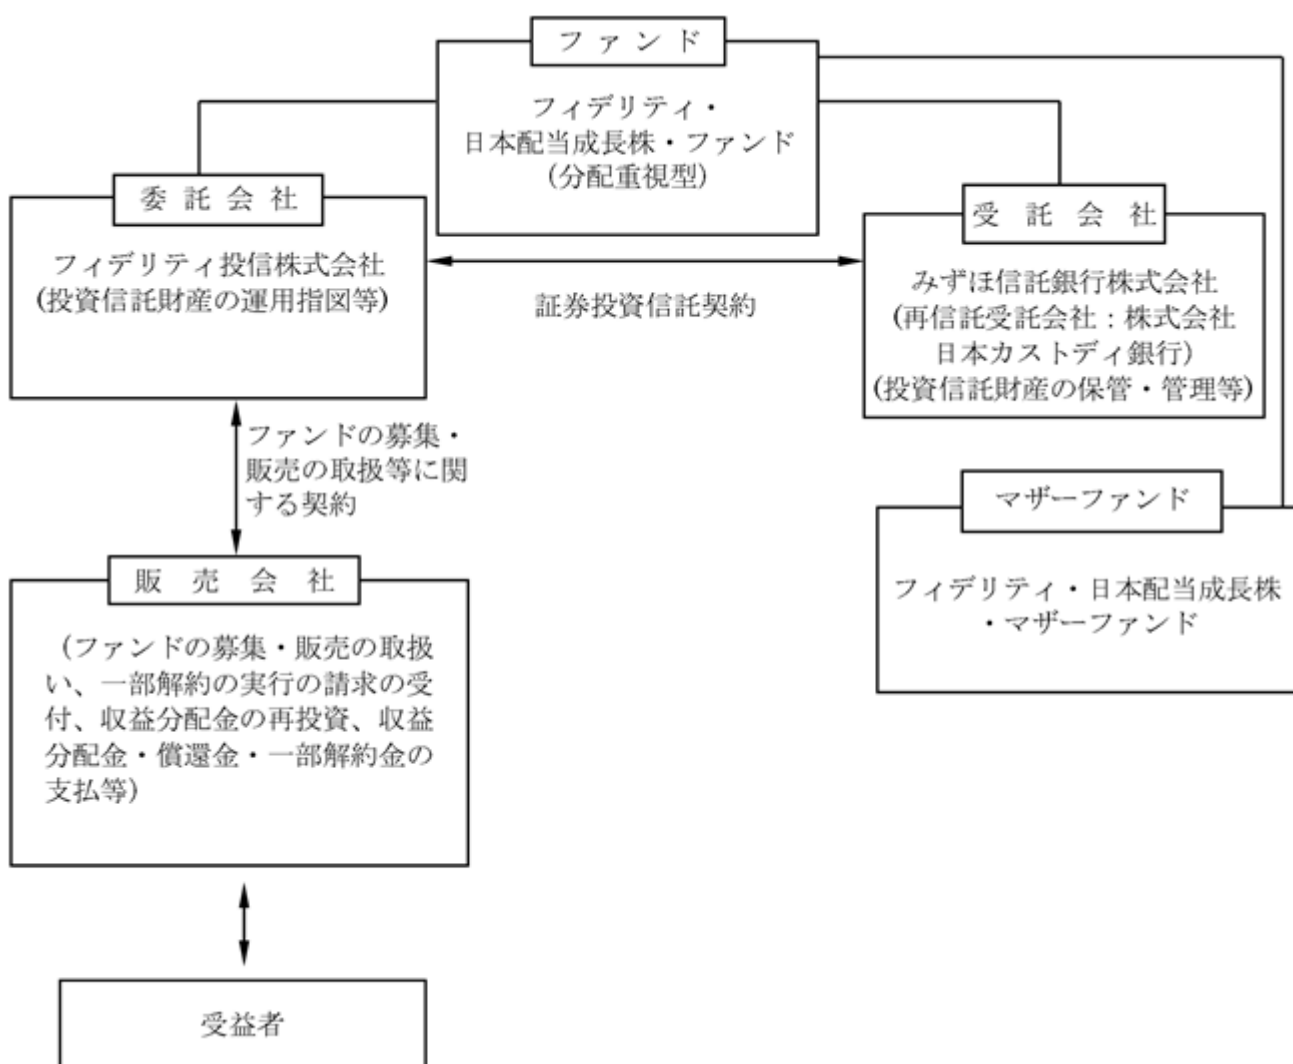 ファンド
フィデリティ・
日本配当成長株・ファンド
(分配重視型)
委託会社
フィデリティ投信株式会社
(投資信託財産の運用指図等)
証券投資信託契約
受託会社
みずほ信託銀行株式会社
(再信託受託会社：株式会社
日本カストディ銀行)
(投資信託財産の保管・管理等)
ファンドの募集・
販売の取扱等に関
する契約
マザーファンド
フィデリティ・日本配当成長株
・マザーファンド
販売会社
(ファンドの募集・販売の取扱
い、一部解約の実行の請求の受
付、収益分配金の再投資、収益
分配金・償還金・一部解約金の
支払等)
受益者